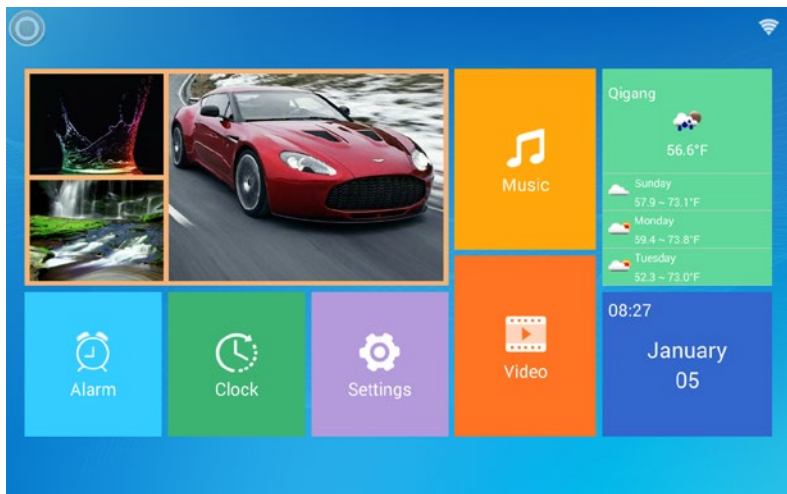 Music
Qigang
56.6°F
Sunday
57.9 ~ 73.1°F
Monday
59.4 ~ 73.8°F
Tuesday
52.3 ~ 73.0°F
Alarm
Clock
Settings
Video
08:27
January
05